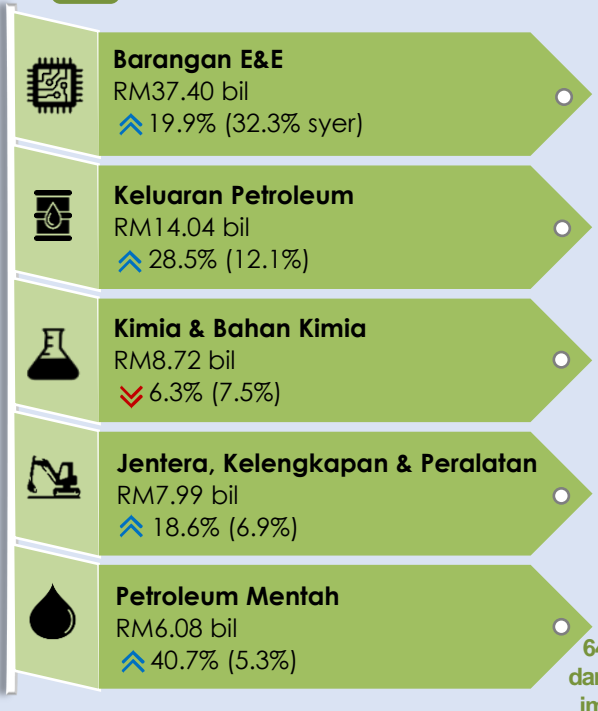 Barangan E&E
RM37.40 bil
19.9% (32.3% syer)
Keluaran Petroleum
RM14.04 bil
28.5% (12.1%)
Kimia & Bahan Kimia
RM8.72 bil
6.3% (7.5%)
Jentera, Kelengkapan & Peralatan
RM7.99 bil
18.6% (6.9%)
Petroleum Mentah
RM6.08 bil
40.7% (5.3%)